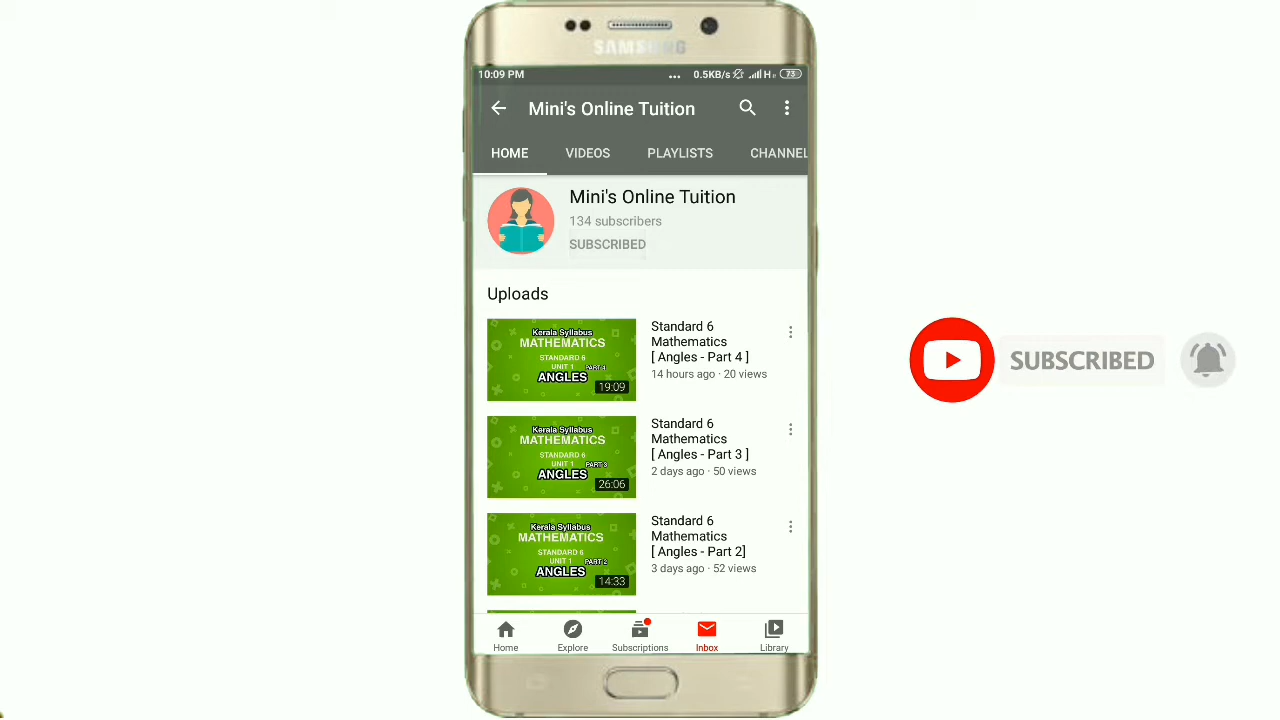 SAMSUNG
10:09 PM ... 0.5KB/s H 73
Mini's Online Tuition
HOME VIDEOS PLAYLISTS CHANNEL
Mini's Online Tuition
134 subscribers
SUBSCRIBED
Uploads
Kerala Syllabus
MATHEMATICS
STANDARD 6
UNIT 1 PART 4
ANGLES
19:09
Standard 6
Mathematics
[ Angles - Part 4 ]
14 hours ago · 20 views
Kerala Syllabus
MATHEMATICS
STANDARD 6
UNIT 1 PART 3
ANGLES
26:06
Standard 6
Mathematics
[ Angles - Part 3 ]
2 days ago · 50 views
Kerala Syllabus
MATHEMATICS
STANDARD 6
UNIT 1 PART 2
ANGLES
14:33
Standard 6
Mathematics
[ Angles - Part 2]
3 days ago · 52 views
Home Explore Subscriptions Inbox Library
SUBSCRIBED